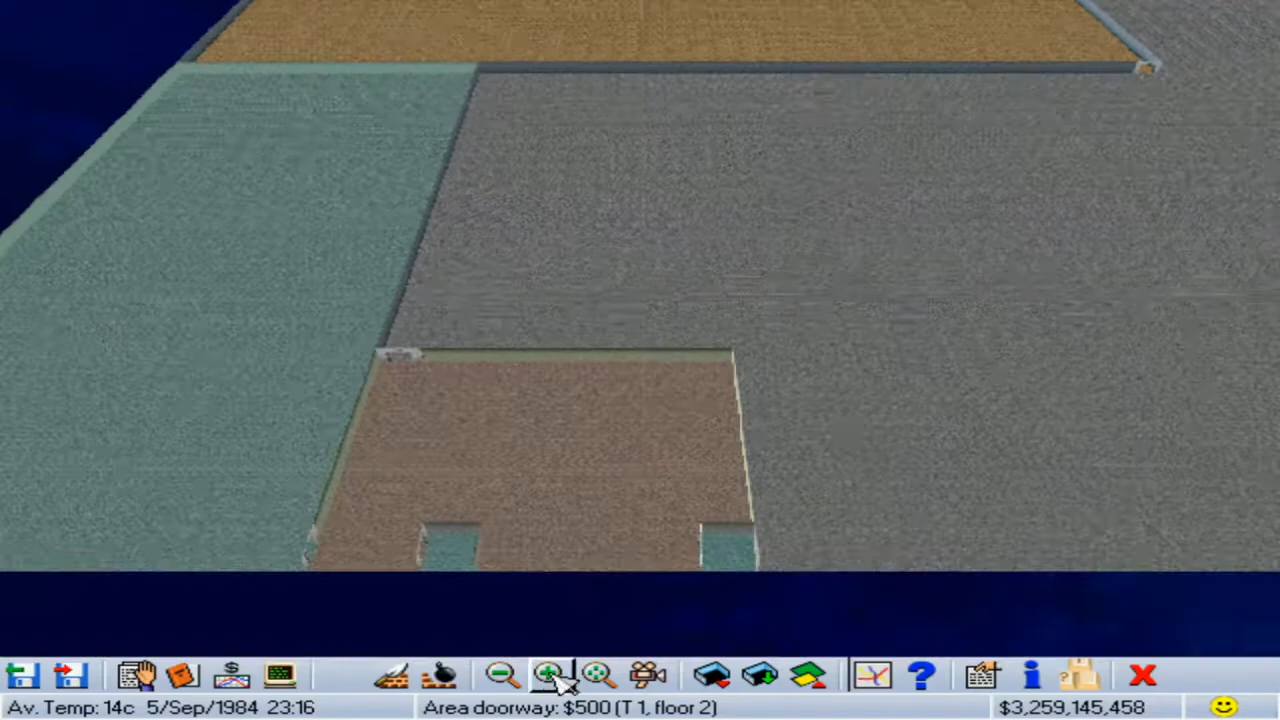 Av. Temp: 14c 5/Sep/1984 23:16 Area doorway: $500 (T 1, floor 2) $3,259,145,458